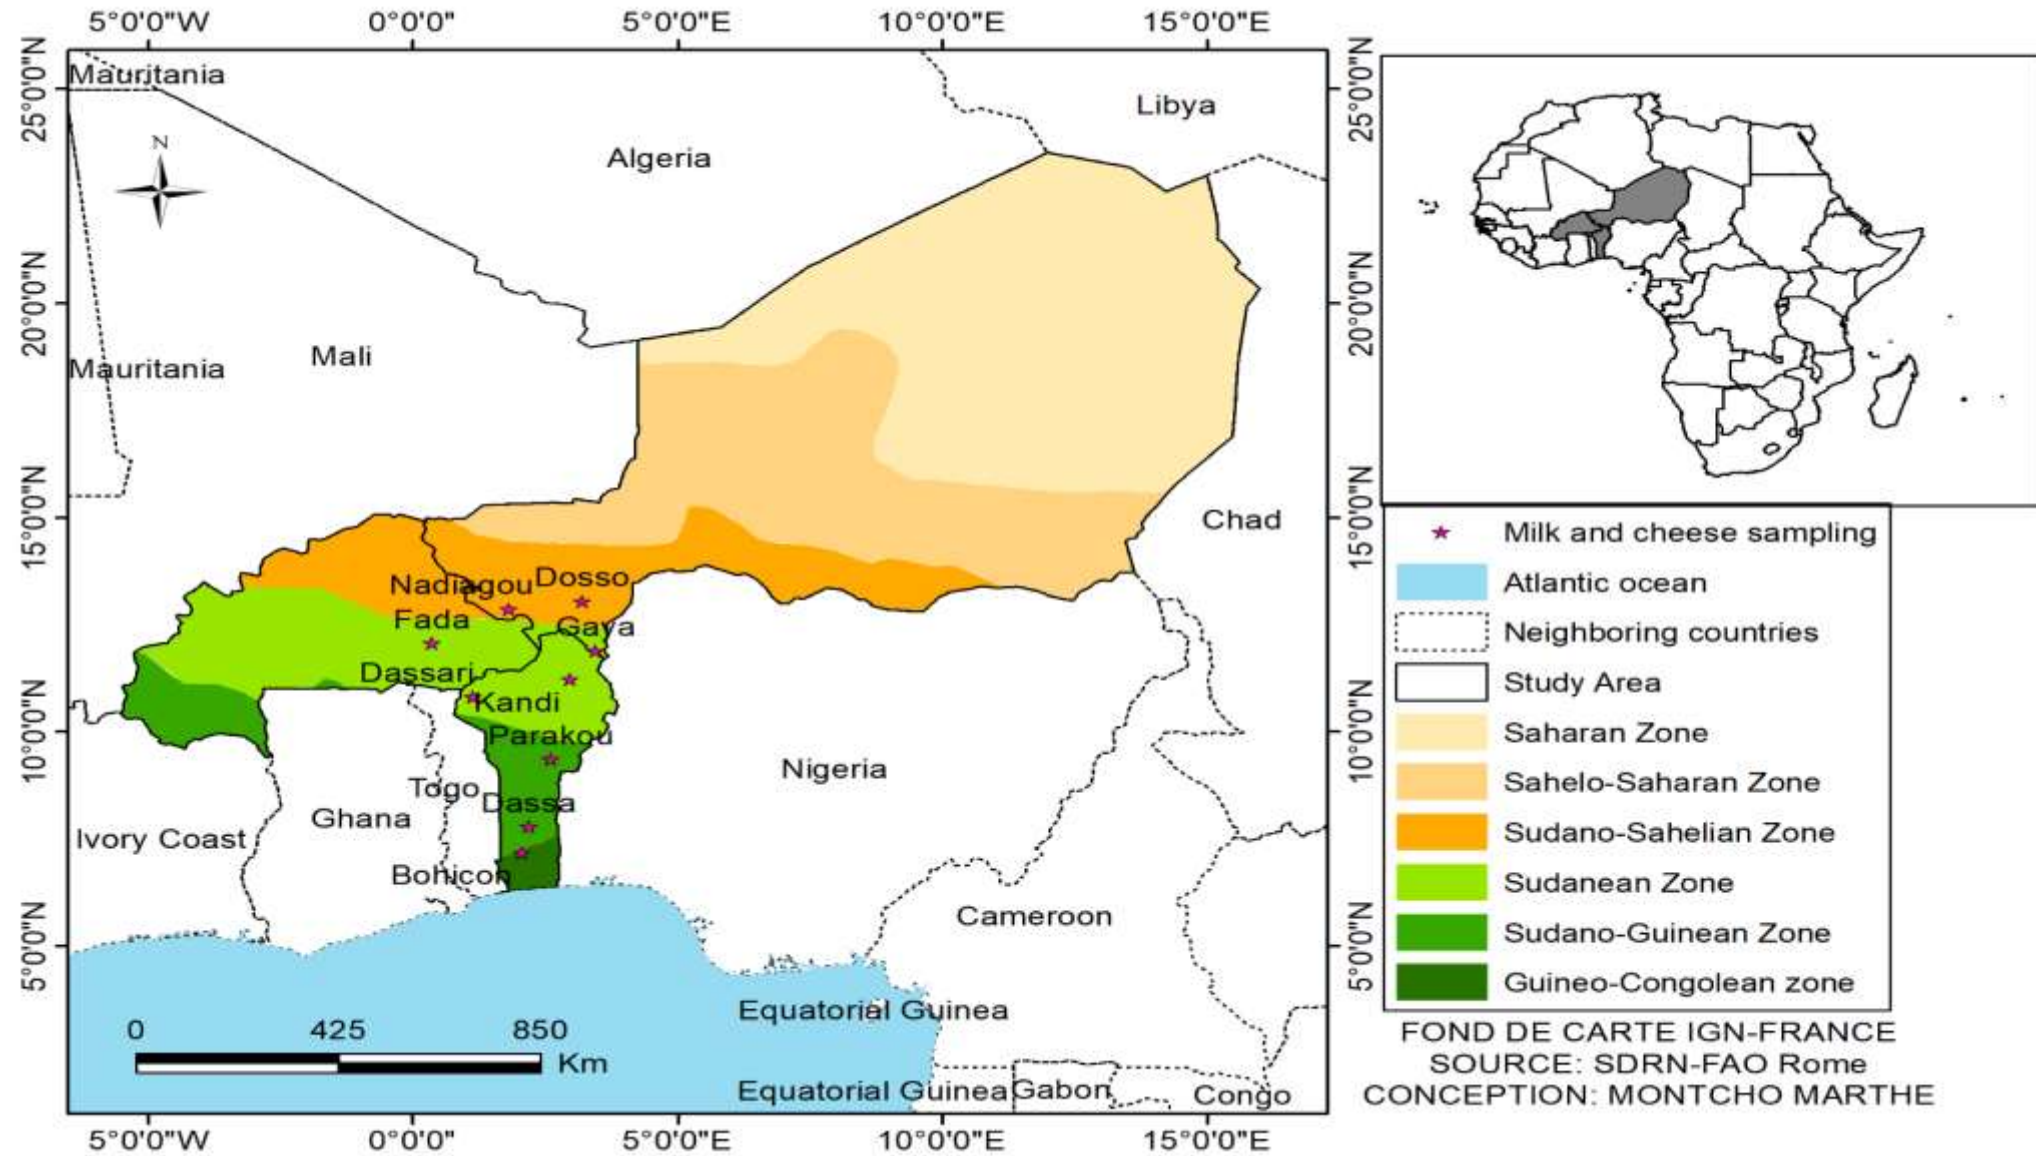 5°0'0"W 0°0'0" 5°0'0"E 10°0'0"E 15°0'0"E
25°0'0"N
20°0'0"N
15°0'0"N
10°0'0"N
5°0'0"N
Mauritania
Libya
N
Algeria
Mali
Mauritania
Chad
Nadiagou
Dosso
Fada
Gaya
Dassari
Kandi
Parakou
Nigeria
Togo
Dassa
Ghana
Ivory Coast
Bohicon
Cameroon
Equatorial Guinea
0 425 850
Km
Equatorial Guinea
Gabon
Congo
5°0'0"W 0°0'0" 5°0'0"E 10°0'0"E 15°0'0"E
25°0'0"N
20°0'0"N
15°0'0"N
10°0'0"N
5°0'0"N
Milk and cheese sampling
Atlantic ocean
Neighboring countries
Study Area
Saharan Zone
Sahelo-Saharan Zone
Sudano-Sahelian Zone
Sudanean Zone
Sudano-Guinean Zone
Guineo-Congolean zone
FOND DE CARTE IGN-FRANCE
SOURCE: SDRN-FAO Rome
CONCEPTION: MONTCHO MARTHE